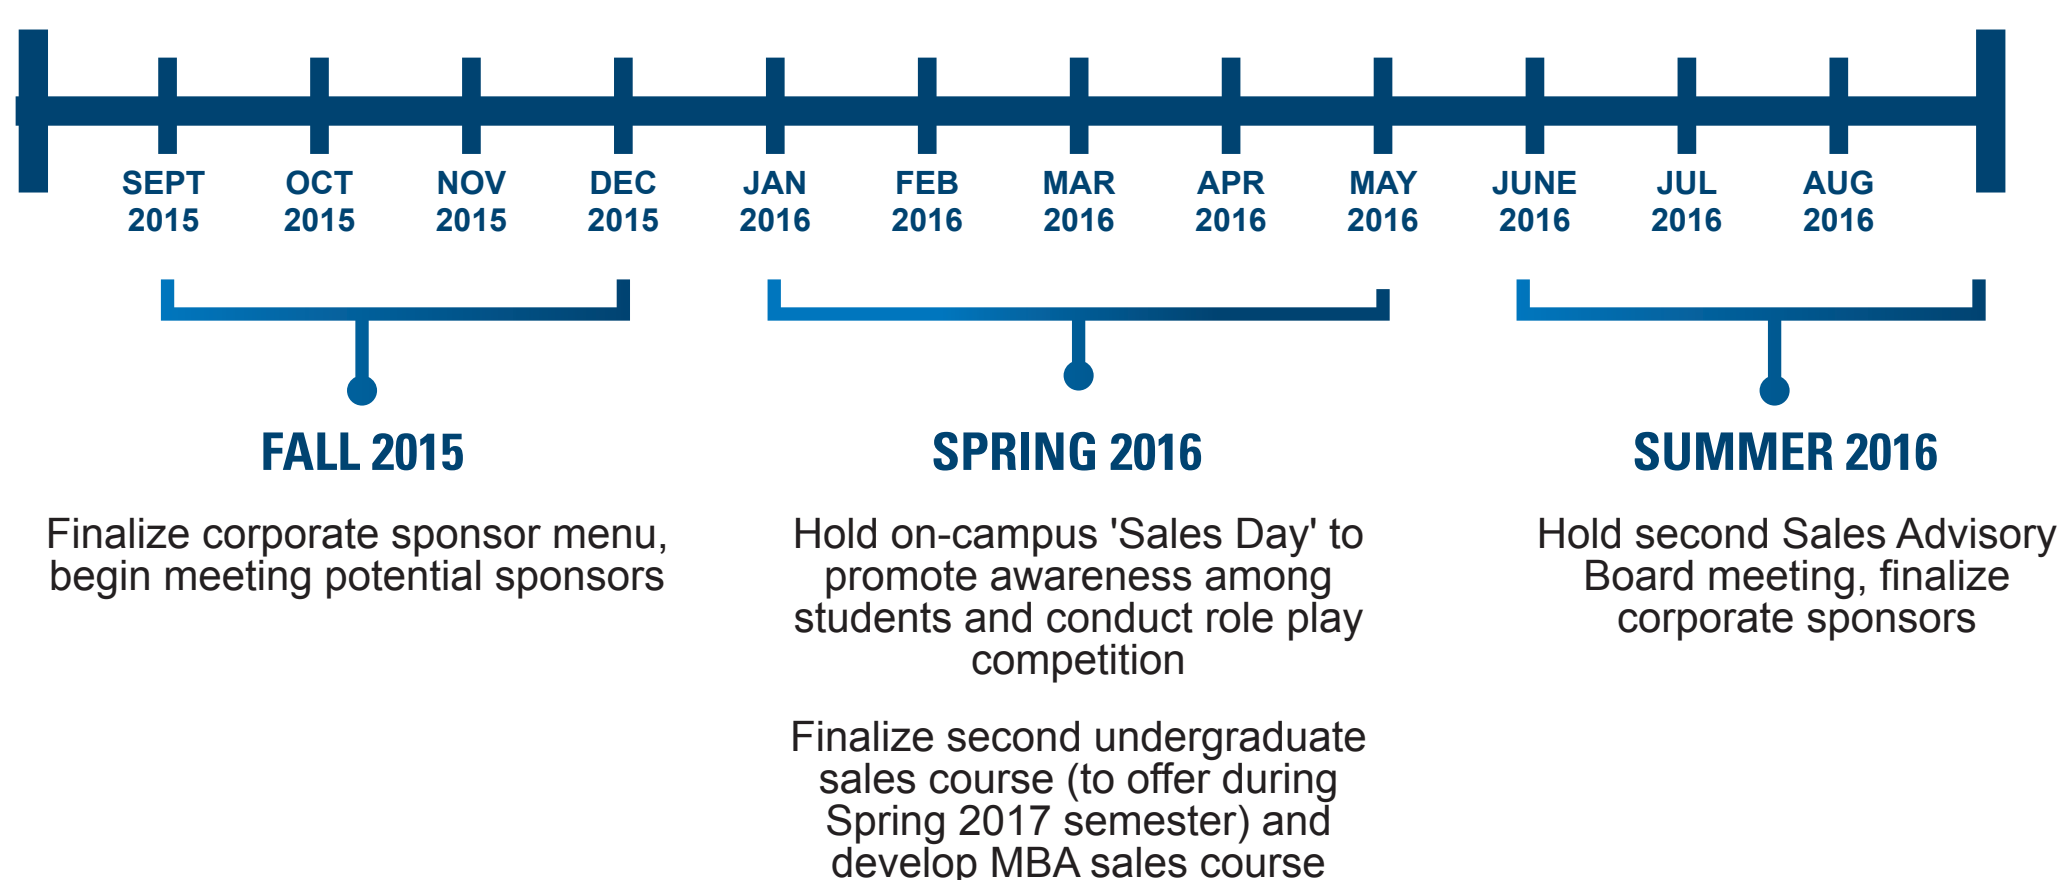 SEPT
2015
OCT
2015
NOV
2015
DEC
2015
JAN
2016
FEB
2016
MAR
2016
APR
2016
MAY
2016
JUNE
2016
JUL
2016
AUG
2016
FALL 2015
Finalize corporate sponsor menu,
begin meeting potential sponsors
SPRING 2016
Hold on-campus 'Sales Day' to
promote awareness among
students and conduct role play
competition
Finalize second undergraduate
sales course (to offer during
Spring 2017 semester) and
develop MBA sales course
SUMMER 2016
Hold second Sales Advisory
Board meeting, finalize
corporate sponsors